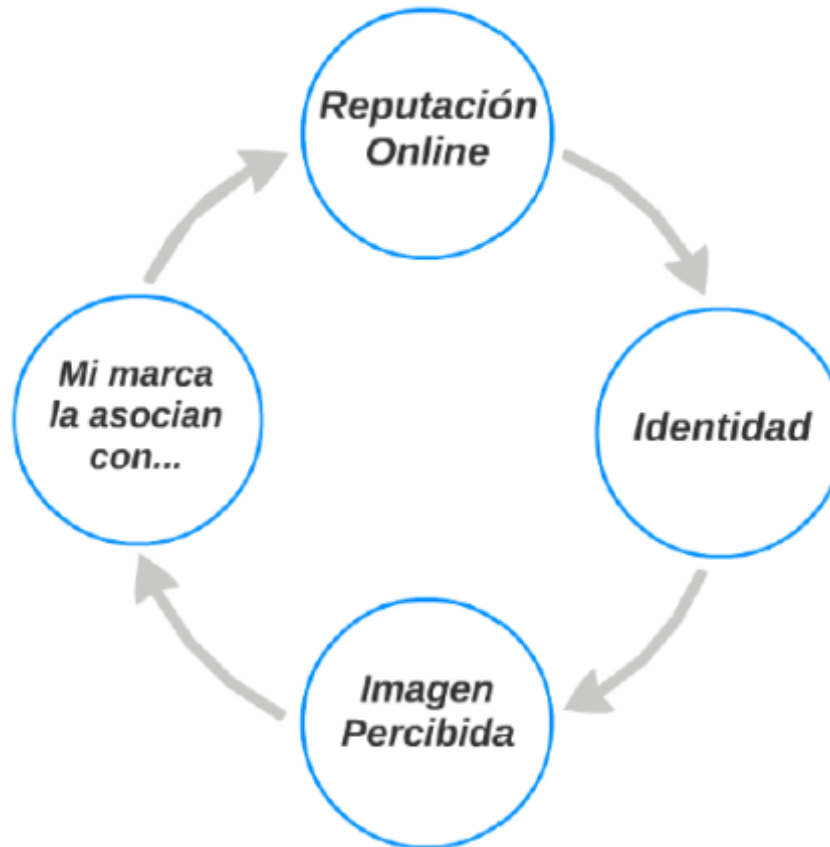 Reputación
Online
Identidad
Imagen
Percibida
Mi marca
la asocian
con...